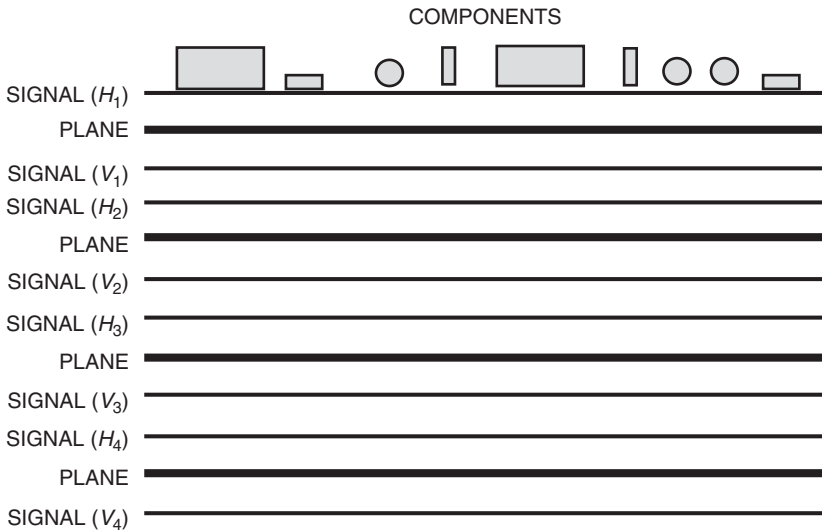 COMPONENTS
SIGNAL (H₁)
PLANE
SIGNAL (V₁)
SIGNAL (H₂)
PLANE
SIGNAL (V₂)
SIGNAL (H₃)
PLANE
SIGNAL (V₃)
SIGNAL (H₄)
PLANE
SIGNAL (V₄)